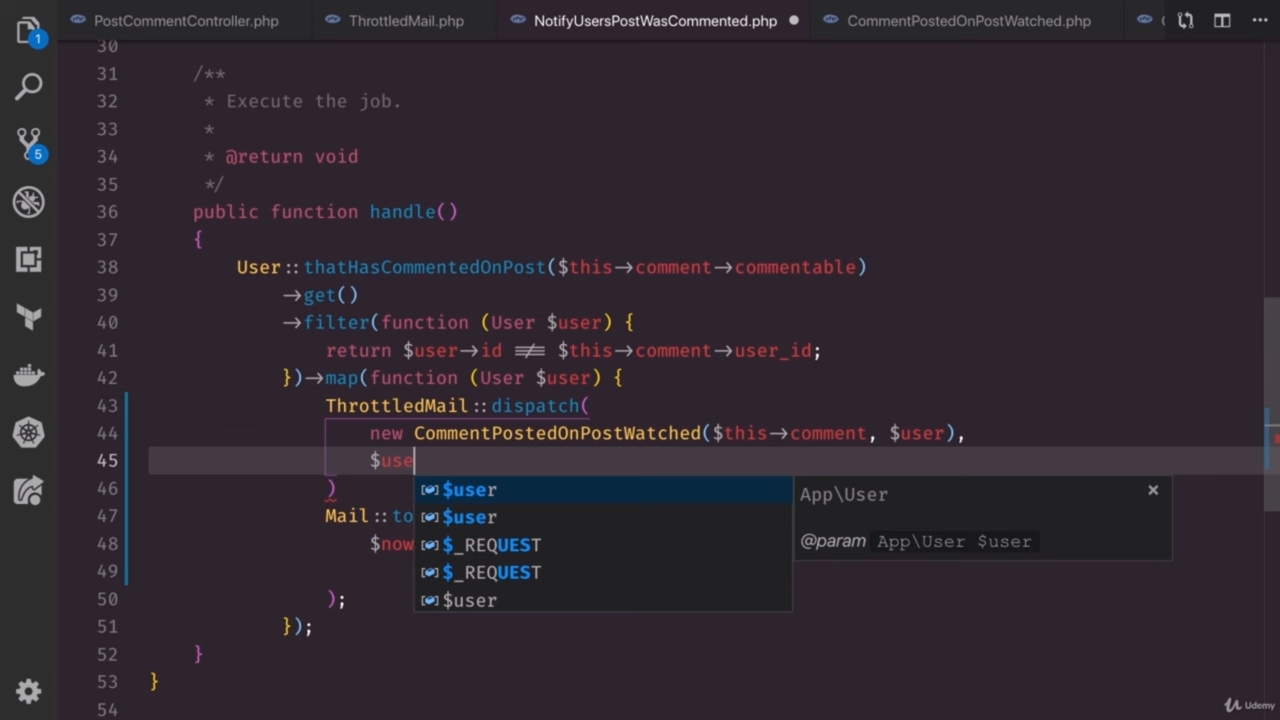 PostCommentController.php ThrottledMail.php NotifyUsersPostWasCommented.php CommentPostedOnPostWatched.php
1
5
30
31 /**
32 * Execute the job.
33 *
34 * @return void
35 */
36 public function handle()
37 {
38 User::thatHasCommentedOnPost($this->comment->commentable)
39 ->get()
40 ->filter(function (User $user) {
41 return $user->id !== $this->comment->user_id;
42 })->map(function (User $user) {
43 ThrottledMail::dispatch(
44 new CommentPostedOnPostWatched($this->comment, $user),
45 $use
46 )
47 Mail::to
48 $now
49
50 );
51 });
52 }
53 }
54
$user
$user
$_REQUEST
$_REQUEST
$user
App\User
@param App\User $user
Udemy